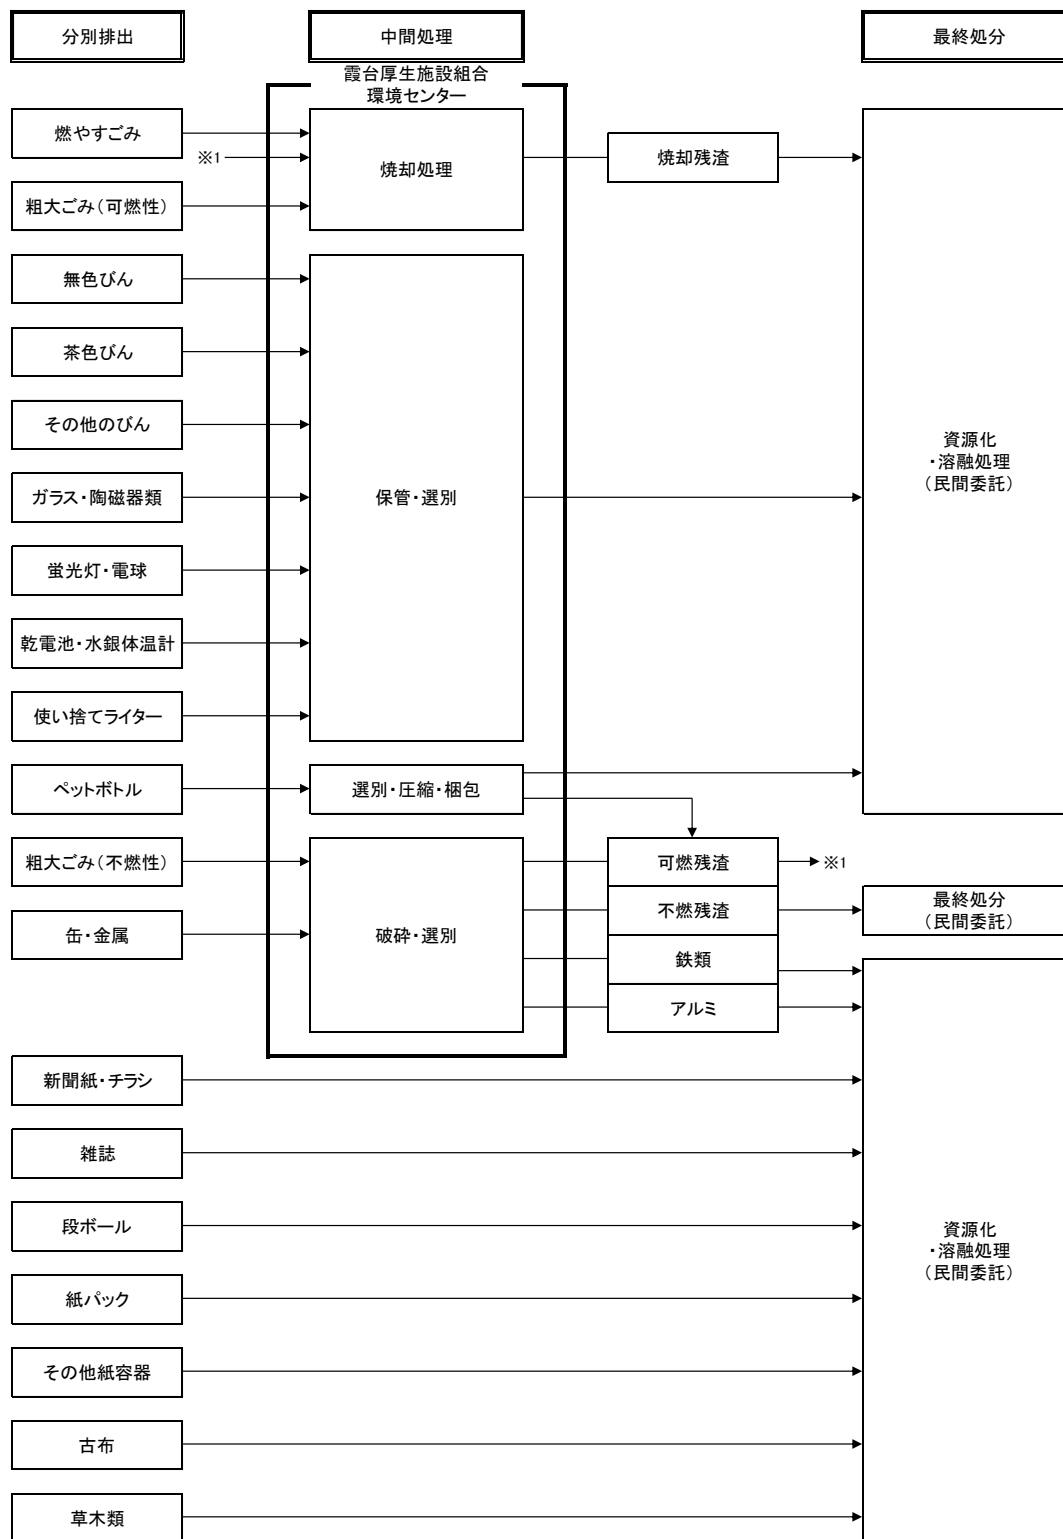 分別排出
中間処理
最終処分
霞台厚生施設組合
環境センター
燃やすごみ
※1
粗大ごみ(可燃性)
焼却処理
焼却残渣
無色びん
茶色びん
その他のびん
ガラス・陶磁器類
蛍光灯・電球
乾電池・水銀体温計
使い捨てライター
保管・選別
資源化
・溶融処理
(民間委託)
ペットボトル
選別・圧縮・梱包
粗大ごみ(不燃性)
缶・金属
破砕・選別
可燃残渣
※1
不燃残渣
鉄類
アルミ
最終処分
(民間委託)
新聞紙・チラシ
雑誌
段ボール
紙パック
その他紙容器
古布
草木類
資源化
・溶融処理
(民間委託)